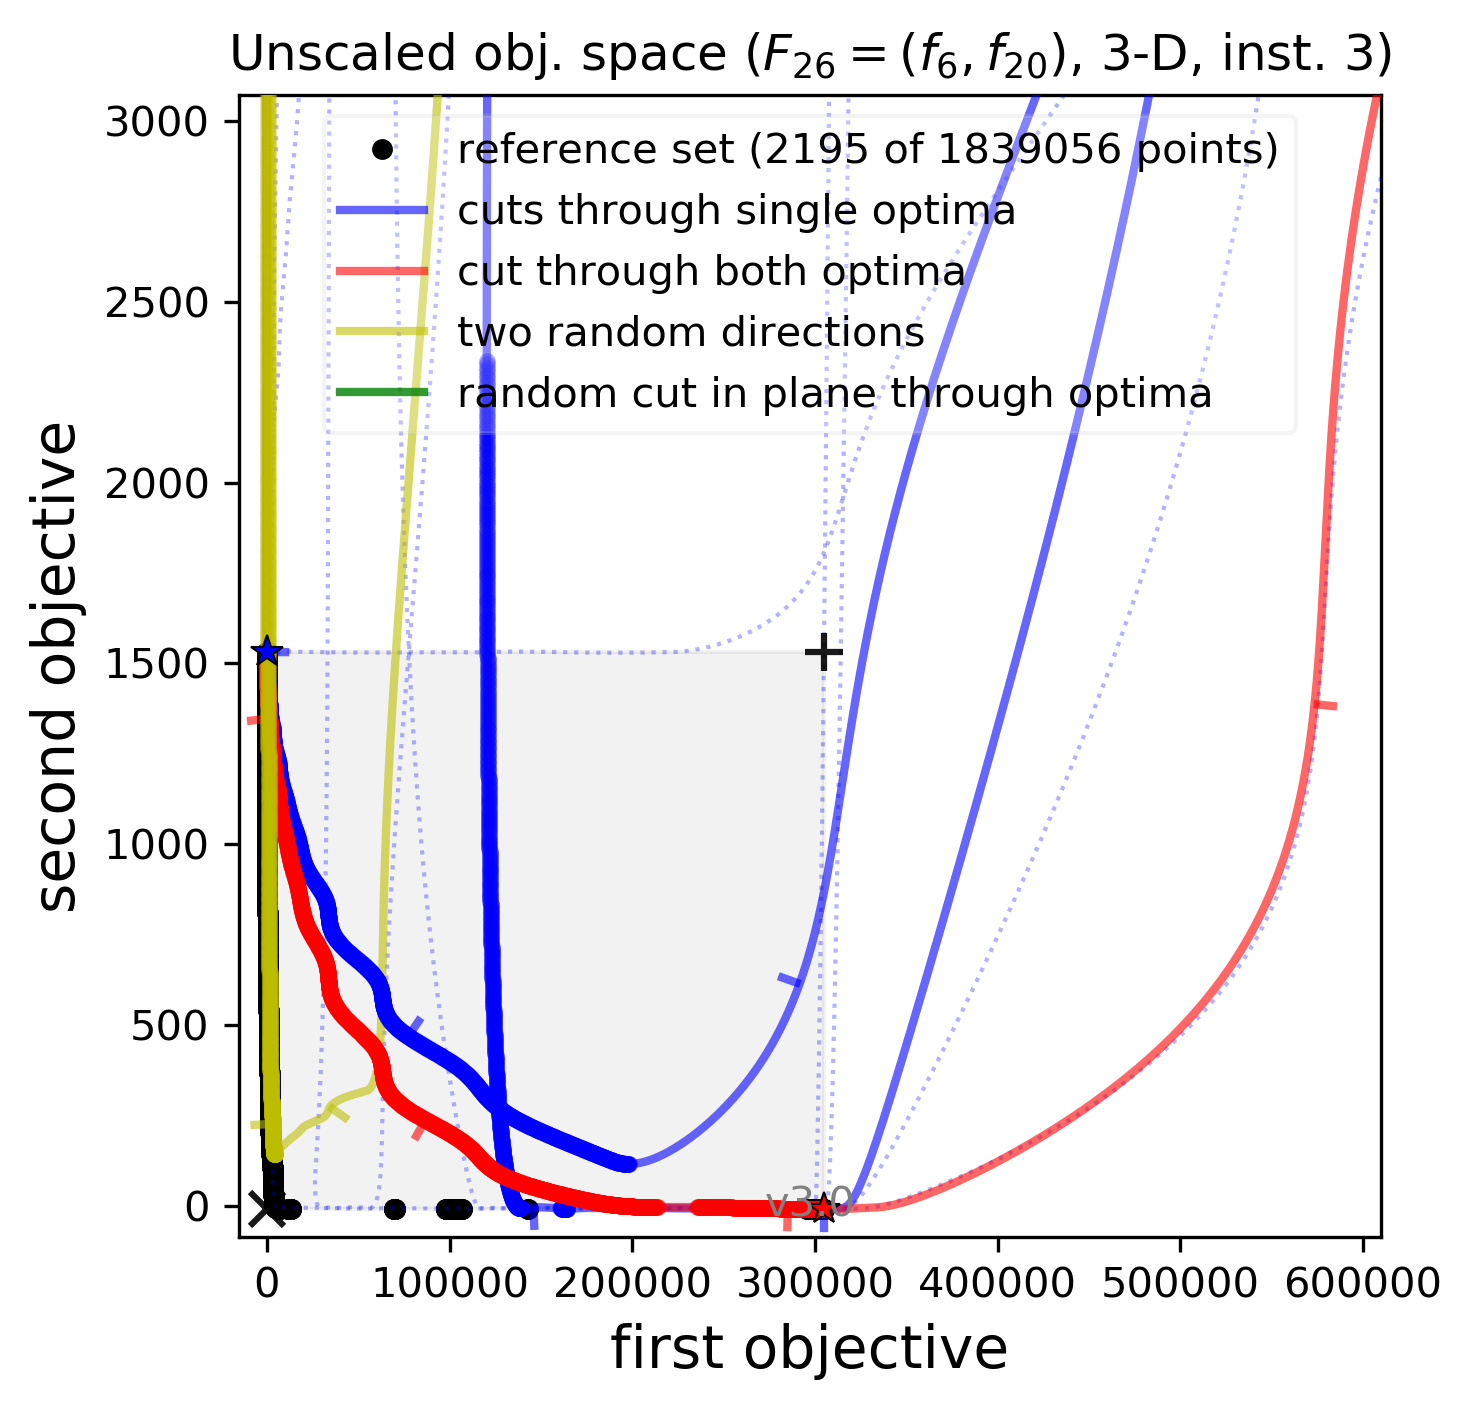 Unscaled obj. space (F26 = (f6, f20), 3-D, inst. 3)
reference set (2195 of 1839056 points)
cuts through single optima
cut through both optima
two random directions
random cut in plane through optima
second objective
3000
2500
2000
1500
1000
500
0
v3.0
0 100000 200000 300000 400000 500000 600000
first objective